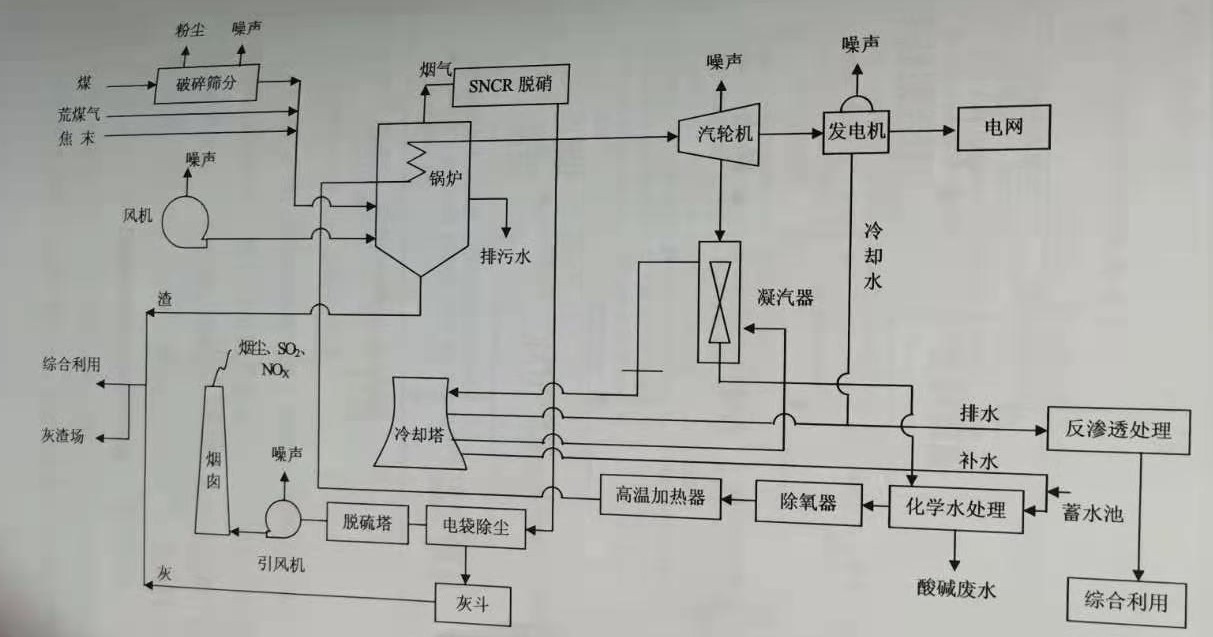 粉尘
噪声
煤
破碎筛分
荒煤气
焦末
烟气
SNCR 脱硝
噪声
汽轮机
噪声
发电机
电网
噪声
风机
锅炉
排污水
冷却水
凝汽器
渣
综合利用
灰渣场
烟尘、SO₂、
NOₓ
冷却塔
烟囱
噪声
引风机
脱硫塔
电袋除尘
灰
灰斗
高温加热器
除氧器
化学水处理
酸碱废水
排水
补水
蓄水池
反渗透处理
综合利用